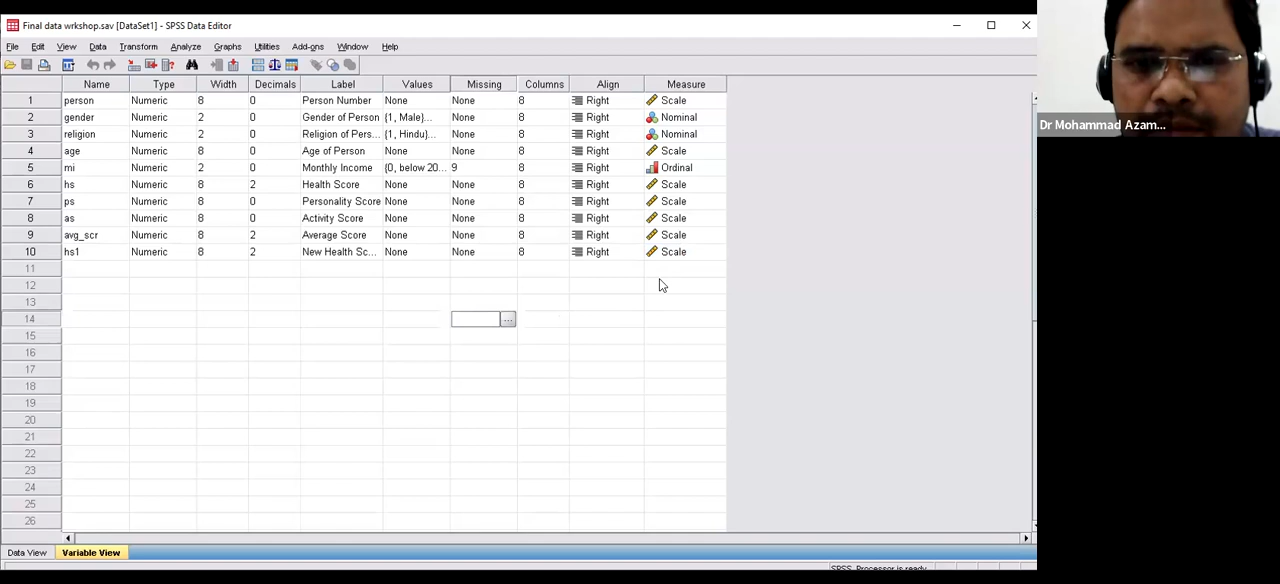 Final data wrkshop.sav [DataSet1] - SPSS Data Editor
File Edit View Data Transform Analyze Graphs Utilities Add-ons Window Help
Name Type Width Decimals Label Values Missing Columns Align Measure
1 person Numeric 8 0 Person Number None None 8 Right Scale
2 gender Numeric 2 0 Gender of Person {1, Male}... None 8 Right Nominal
3 religion Numeric 2 0 Religion of Pers... {1, Hindu}... None 8 Right Nominal
4 age Numeric 8 0 Age of Person None None 8 Right Scale
5 mi Numeric 2 0 Monthly Income {0, below 20... 9 8 Right Ordinal
6 hs Numeric 8 2 Health Score None None 8 Right Scale
7 ps Numeric 8 0 Personality Score None None 8 Right Scale
8 as Numeric 8 0 Activity Score None None 8 Right Scale
9 avg_scr Numeric 8 2 Average Score None None 8 Right Scale
10 hs1 Numeric 8 2 New Health Sc... None None 8 Right Scale
11
12
13
14 ...
15
16
17
18
19
20
21
22
23
24
25
26
Data View Variable View
SPSS Processor is ready
Dr Mohammad Azam...